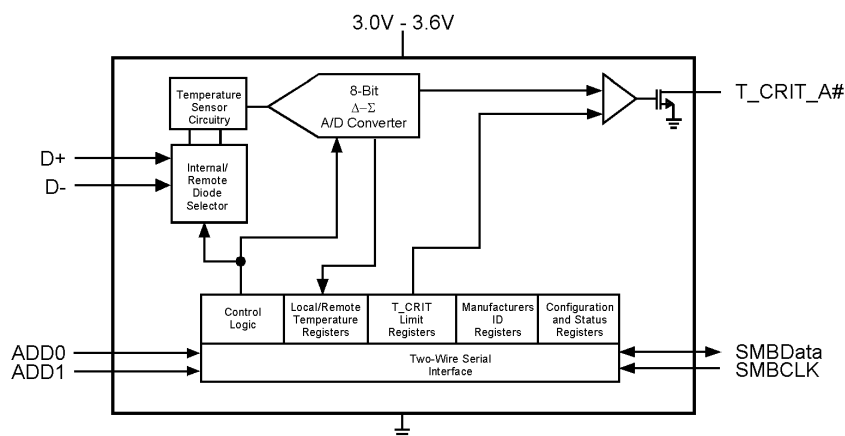 3.0V - 3.6V
Temperature
Sensor
Circuitry
8-Bit
Δ–Σ
A/D Converter
T_CRIT_A#
D+
D-
Internal/
Remote
Diode
Selector
Control
Logic
Local/Remote
Temperature
Registers
T_CRIT
Limit
Registers
Manufacturers
ID
Registers
Configuration
and Status
Registers
ADD0
ADD1
Two-Wire Serial
Interface
SMBData
SMBCLK